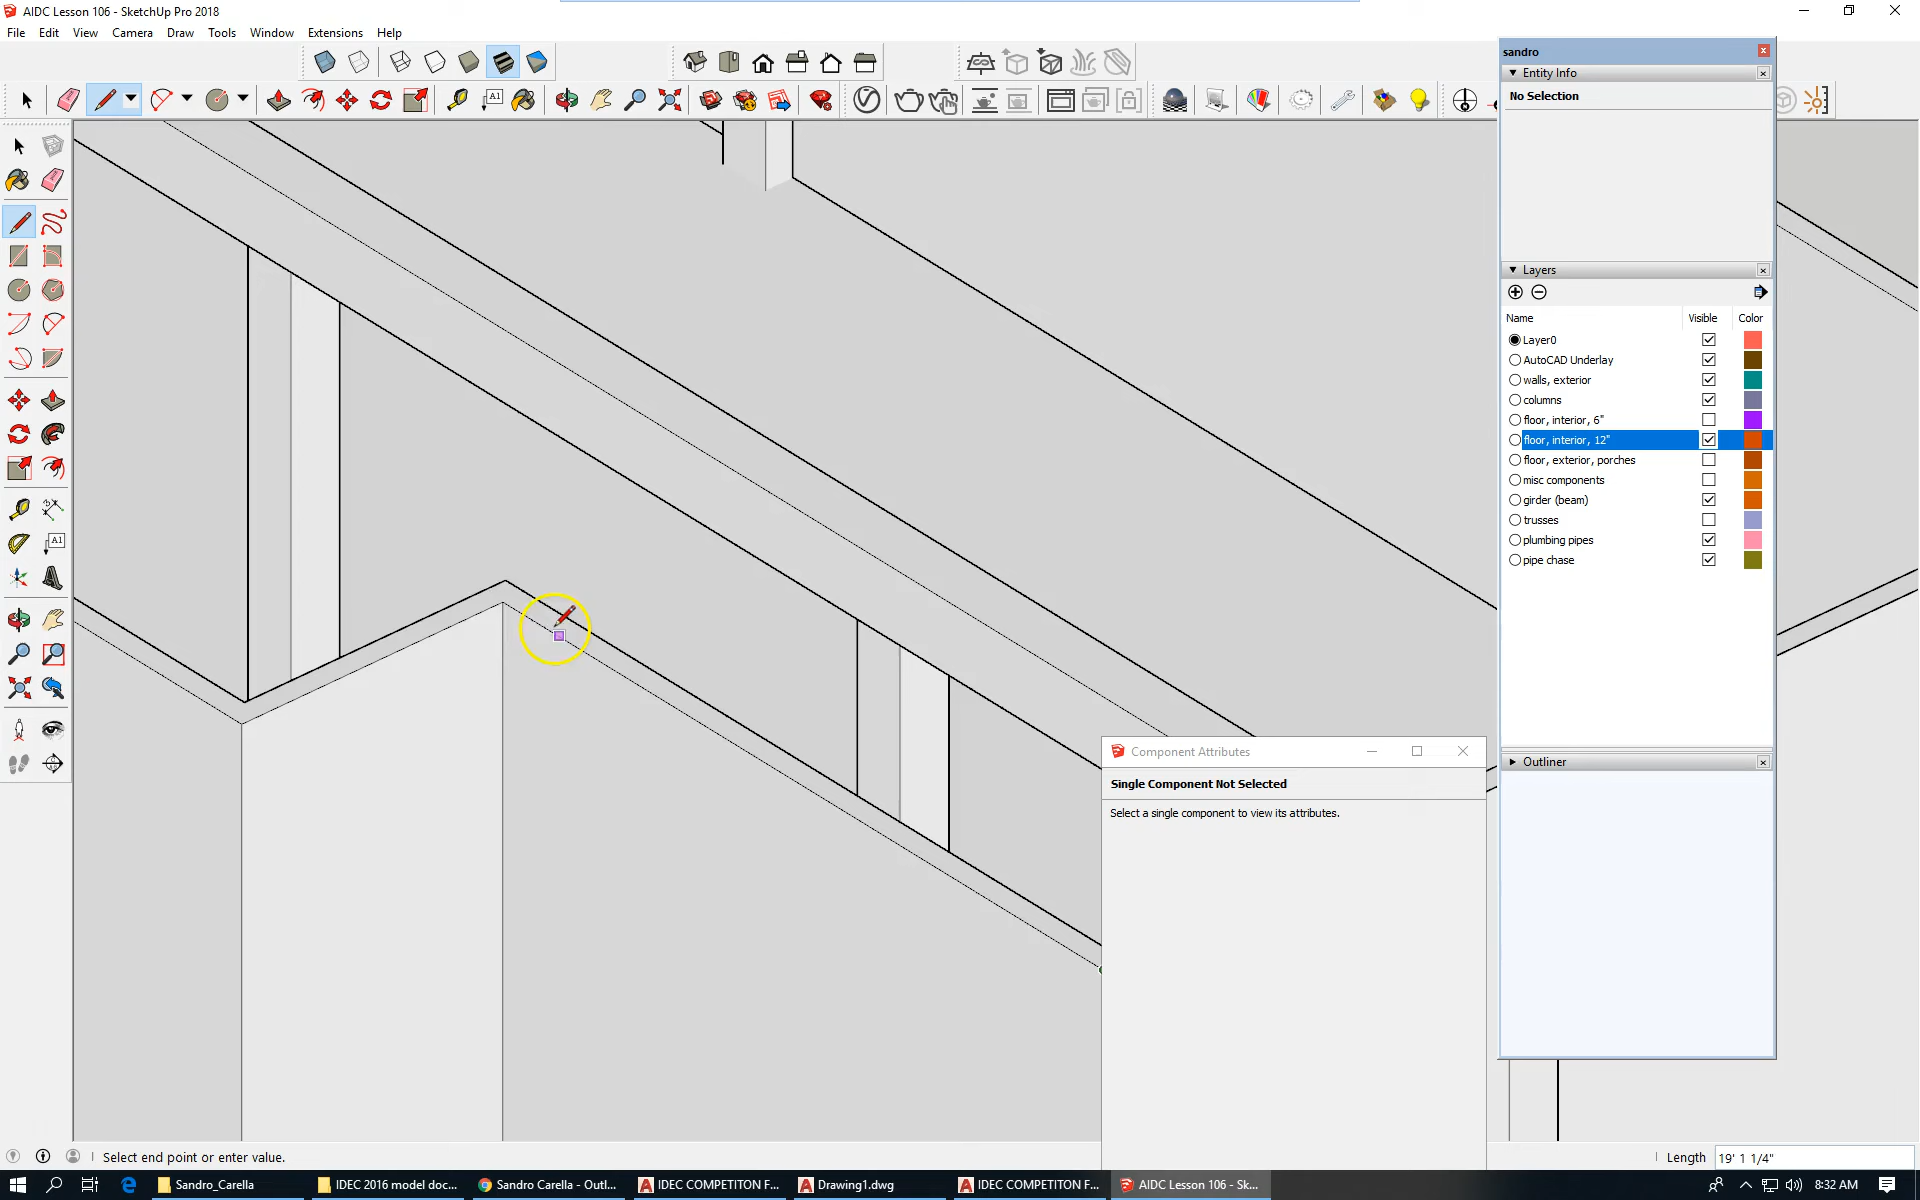 AIDC Lesson 106 - SketchUp Pro 2018
File Edit View Camera Draw Tools Window Extensions Help
A1
A1
sandro
Entity Info
No Selection
Layers
Name Visible Color
Layer0
AutoCAD Underlay
walls, exterior
columns
floor, interior, 6"
floor, interior, 12"
floor, exterior, porches
misc components
girder (beam)
trusses
plumbing pipes
pipe chase
Outliner
Component Attributes
Single Component Not Selected
Select a single component to view its attributes.
Select end point or enter value.
Length 19' 1 1/4"
Sandro_Carella
IDEC 2016 model doc...
Sandro Carella - Outl...
IDEC COMPETITON F...
Drawing1.dwg
IDEC COMPETITON F...
AIDC Lesson 106 - Sk...
8:32 AM